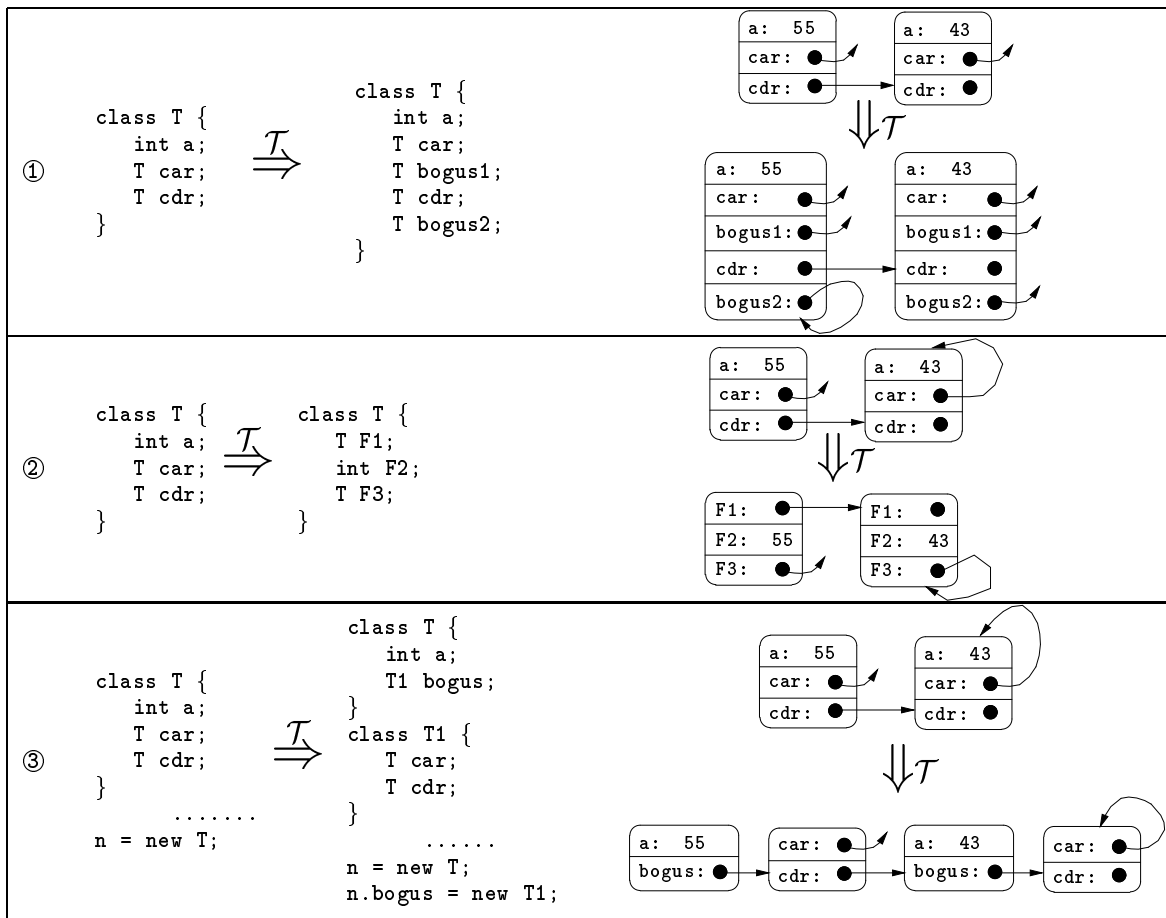 ①
class T {
int a;
T car;
T cdr;
}
𝒯
⇒
class T {
int a;
T car;
T bogus1;
T cdr;
T bogus2;
}
a: 55
car:
cdr:
a: 43
car:
cdr:
⇓ 𝒯
a: 55
car:
bogus1:
cdr:
bogus2:
a: 43
car:
bogus1:
cdr:
bogus2:
②
class T {
int a;
T car;
T cdr;
}
𝒯
⇒
class T {
T F1;
int F2;
T F3;
}
a: 55
car:
cdr:
a: 43
car:
cdr:
⇓ 𝒯
F1:
F2: 55
F3:
F1:
F2: 43
F3:
③
class T {
int a;
T car;
T cdr;
}
.......
n = new T;
𝒯
⇒
class T {
int a;
T1 bogus;
}
class T1 {
T car;
T cdr;
}
......
n = new T;
n.bogus = new T1;
a: 55
car:
cdr:
a: 43
car:
cdr:
⇓ 𝒯
a: 55
bogus:
car:
cdr:
a: 43
bogus:
car:
cdr: